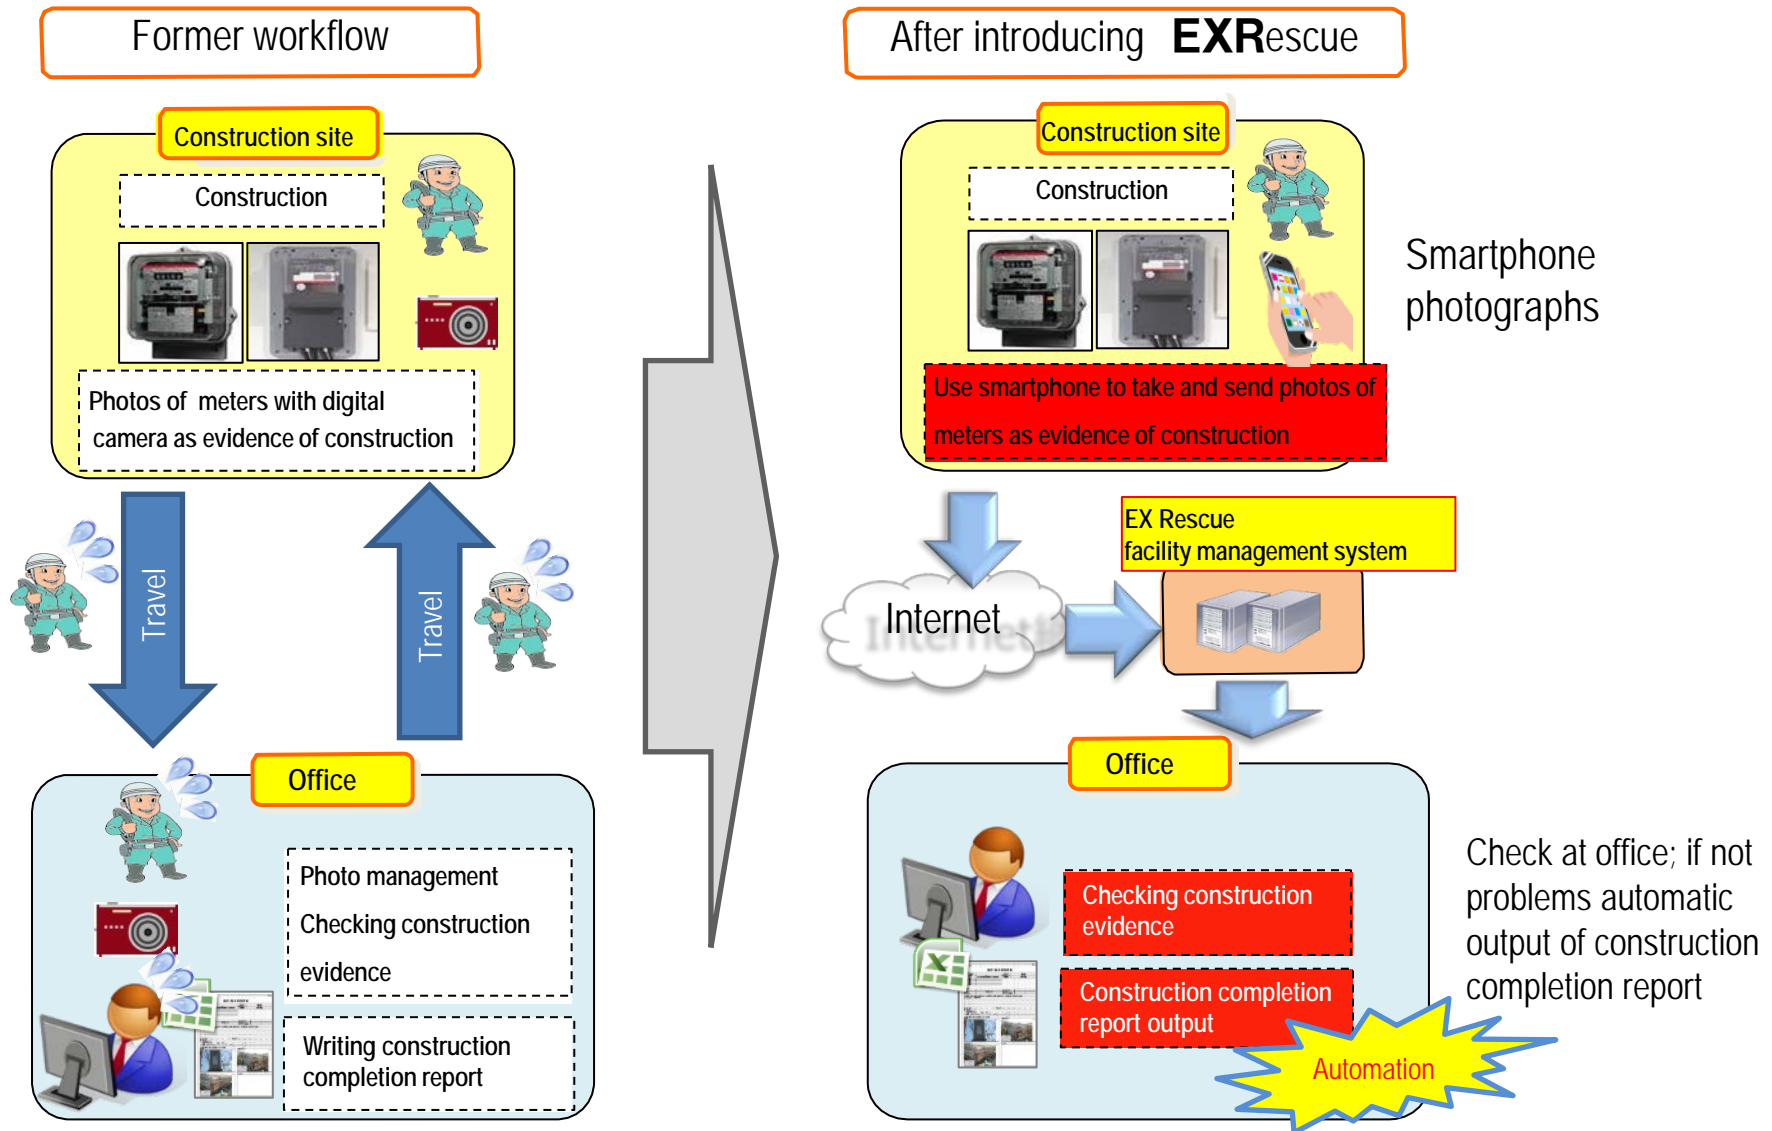 Former workflow
Construction site
Construction
Photos of meters with digital
camera as evidence of construction
Travel
Travel
Office
Photo management
Checking construction
evidence
Writing construction
completion report
After introducing EXRescue
Construction site
Construction
Use smartphone to take and send photos of
meters as evidence of construction
Smartphone
photographs
Internet
EX Rescue
facility management system
Office
Checking construction
evidence
Construction completion
report output
Automation
Check at office; if not
problems automatic
output of construction
completion report